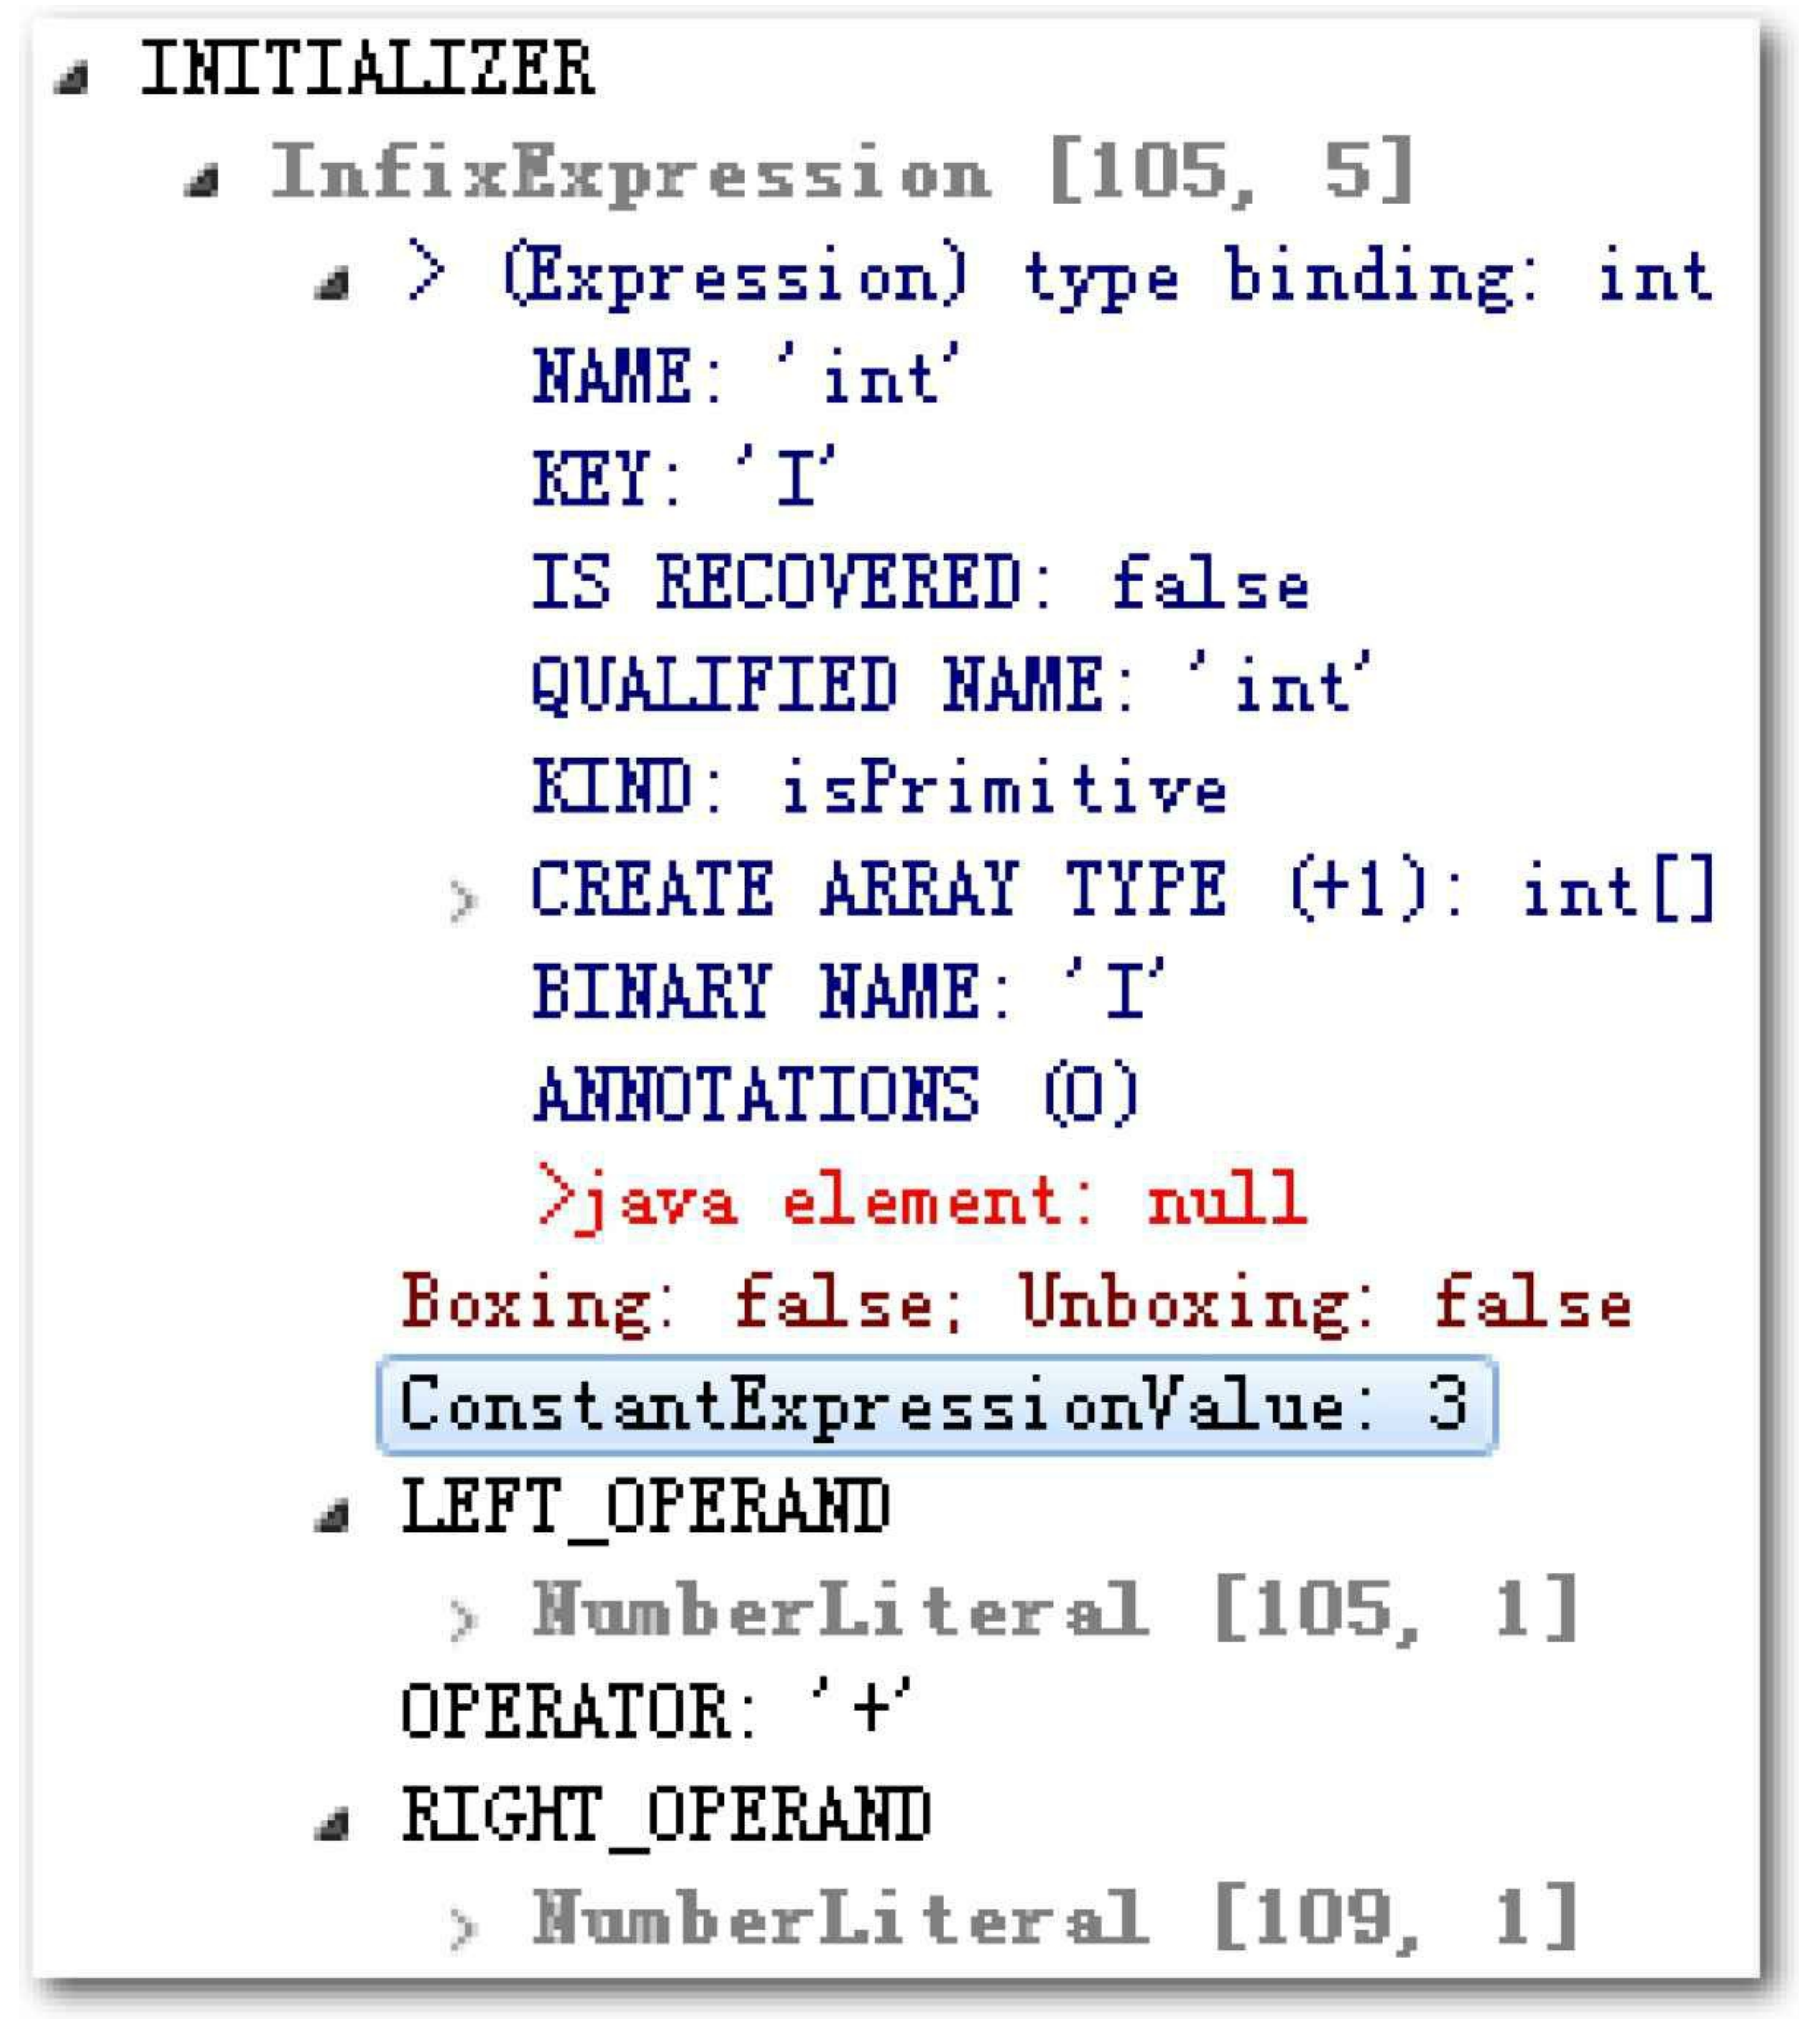 INITIALIZER
InfixExpression [105, 5]
> (Expression) type binding: int
NAME: 'int'
KEY: 'I'
IS RECOVERED: false
QUALIFIED NAME: 'int'
KIND: isPrimitive
CREATE ARRAY TYPE (+1): int[]
BINARY NAME: 'I'
ANNOTATIONS (0)
>java element: null
Boxing: false; Unboxing: false
ConstantExpressionValue: 3
LEFT_OPERAND
NumberLiteral [105, 1]
OPERATOR: '+'
RIGHT_OPERAND
NumberLiteral [109, 1]